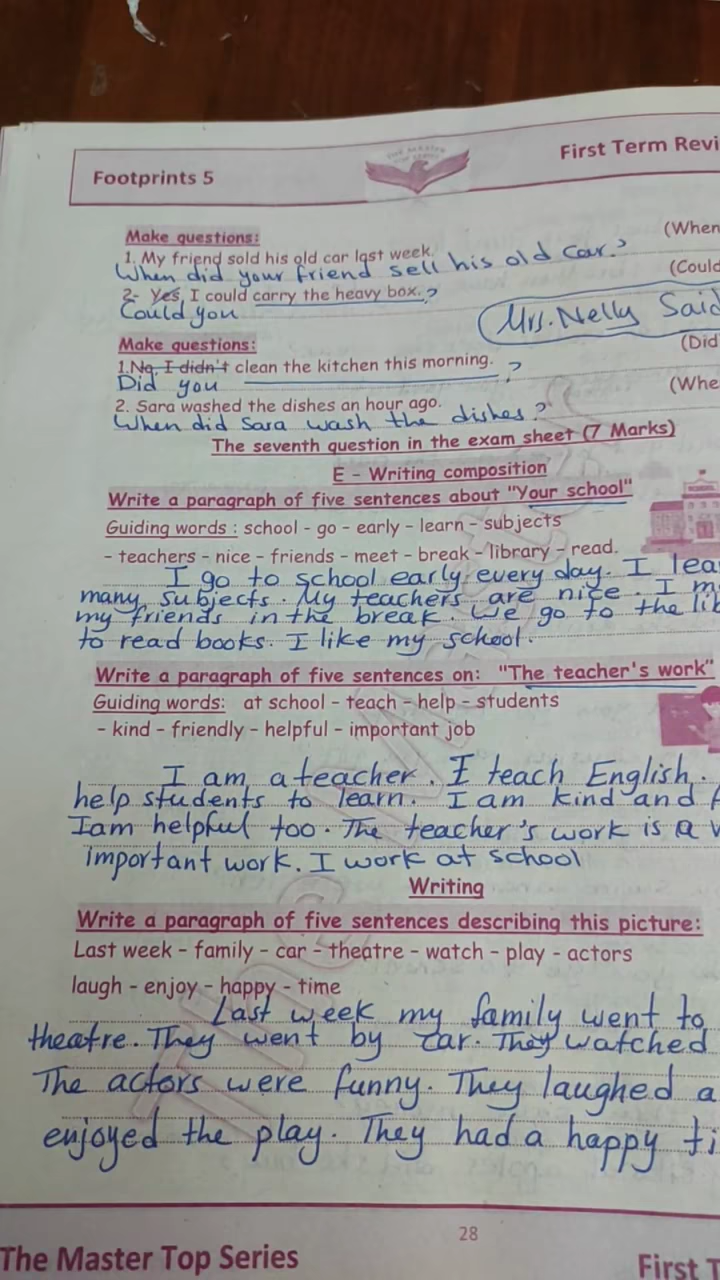 Footprints 5
THE MASTER
TOP SERIES
First Term Revi
Make questions:
1. My friend sold his old car last week.
(When
When did your friend sell his old car?
2- Yes, I could carry the heavy box.?
(Could
Could you
Mrs. Nelly Said
Make questions:
(Did
1.No, I didn't clean the kitchen this morning. ?
Did you
2. Sara washed the dishes an hour ago.
(Whe
When did Sara wash the dishes?
The seventh question in the exam sheet (7 Marks)
E – Writing composition
Write a paragraph of five sentences about "Your school"
SCHOOL
Guiding words : school – go – early – learn – subjects
– teachers – nice – friends – meet – break – library – read.
I go to school early every day. I lea
many subjects. My teachers are nice. I m
my friends in the break. We go to the lib
to read books. I like my school.
Write a paragraph of five sentences on: "The teacher's work"
Guiding words: at school – teach – help – students
– kind – friendly – helpful – important job
I am a teacher. I teach English.
help students to learn. I am kind and f
I am helpful too. The teacher's work is a v
important work. I work at school
Writing
Write a paragraph of five sentences describing this picture:
Last week – family – car – theatre – watch – play – actors
laugh – enjoy – happy – time
Last week my family went to
theatre. They went by car. They watched
The actors were funny. They laughed a
enjoyed the play. They had a happy ti
28
The Master Top Series
First T